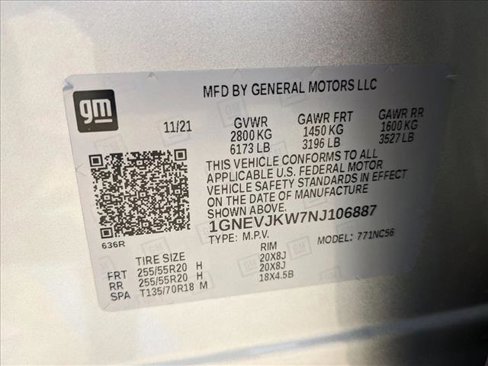 MFD BY GENERAL MOTORS LLC
gm
11/21 GVWR GAWR FRT GAWR RR
2800 KG 1450 KG 1600 KG
6173 LB 3196 LB 3527 LB
THIS VEHICLE CONFORMS TO ALL
APPLICABLE U.S. FEDERAL MOTOR
VEHICLE SAFETY STANDARDS IN EFFECT
ON THE DATE OF MANUFACTURE
1GNEVJKW7NJ106887
636R
TYPE: M.P.V. MODEL: 771NC56
TIRE SIZE RIM
FRT 255/55R20 H 20X8J
RR 255/55R20 H 20X8J
SPA T135/70R18 M 18X4.5B